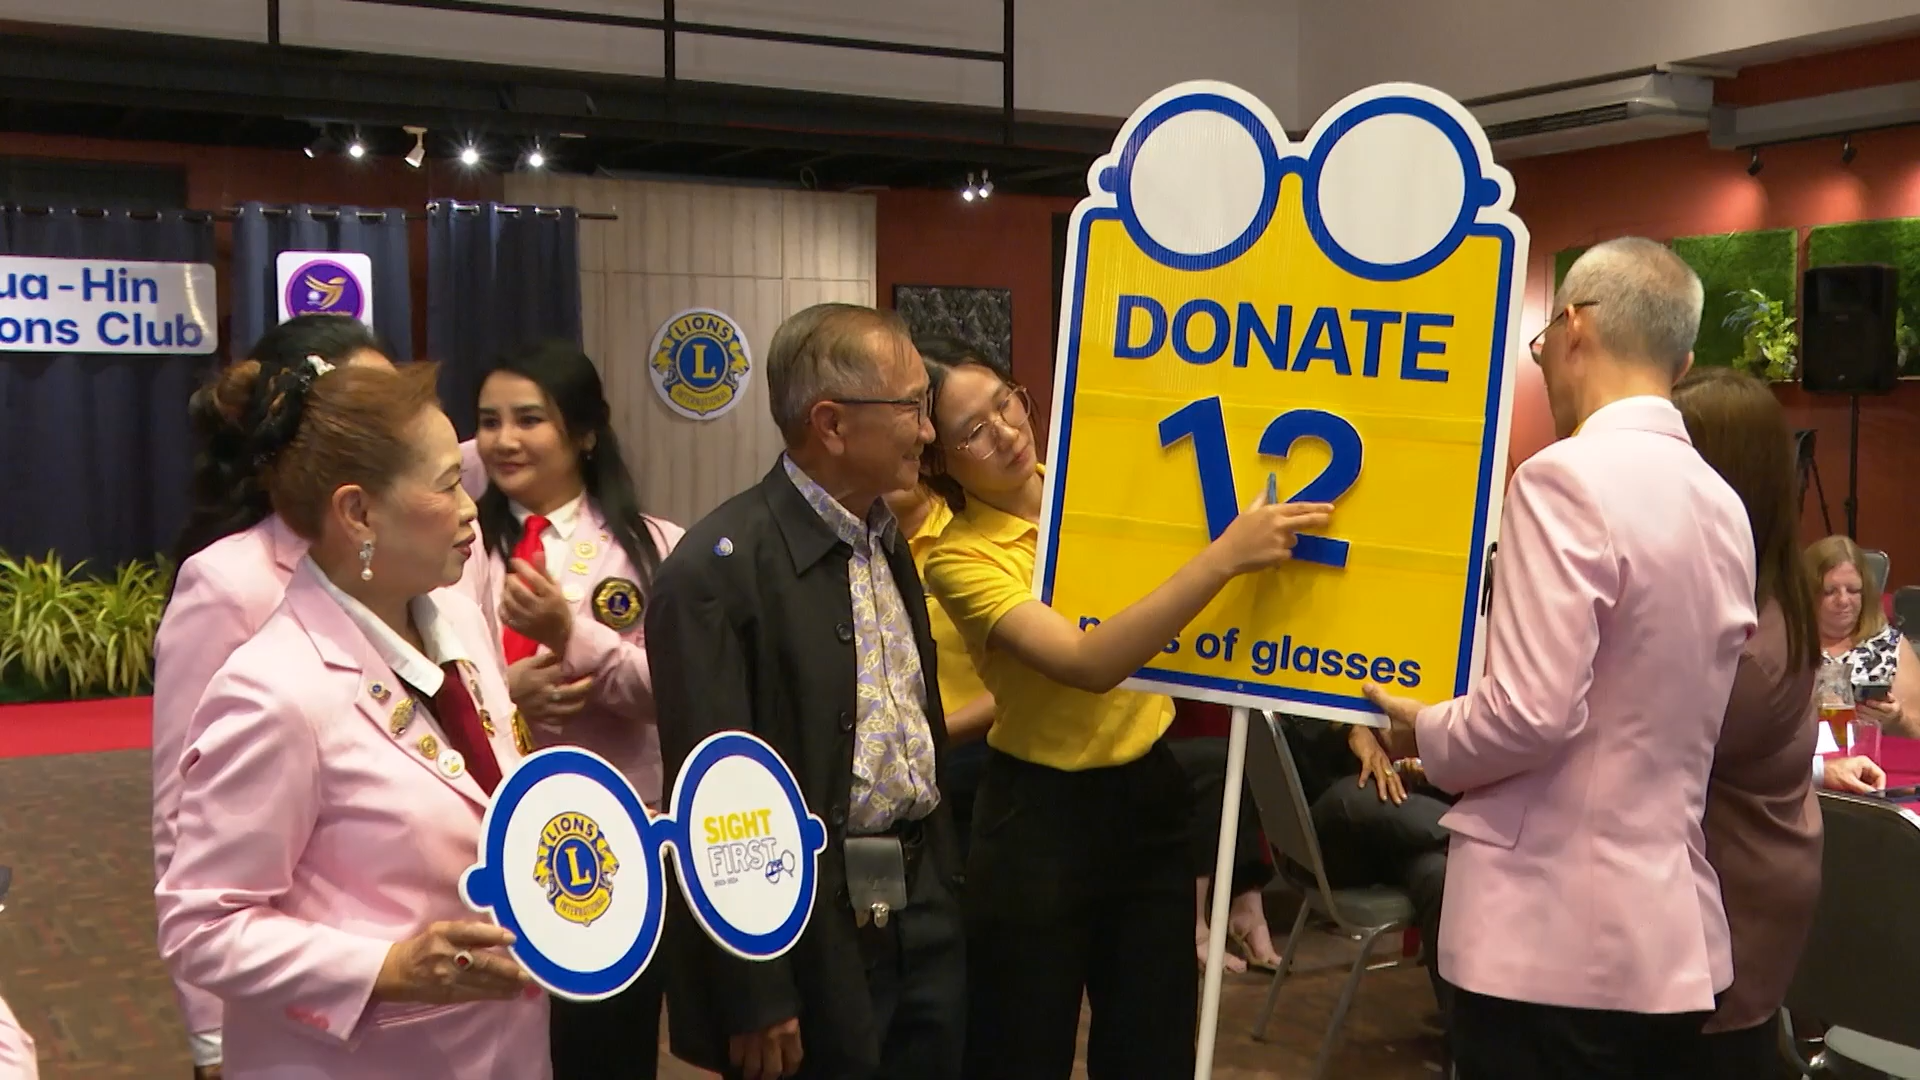 ua-Hin
ons Club
LIONS
L
INTERNATIONAL
DONATE
12
of glasses
LIONS
L
INTERNATIONAL
SIGHT
FIRST